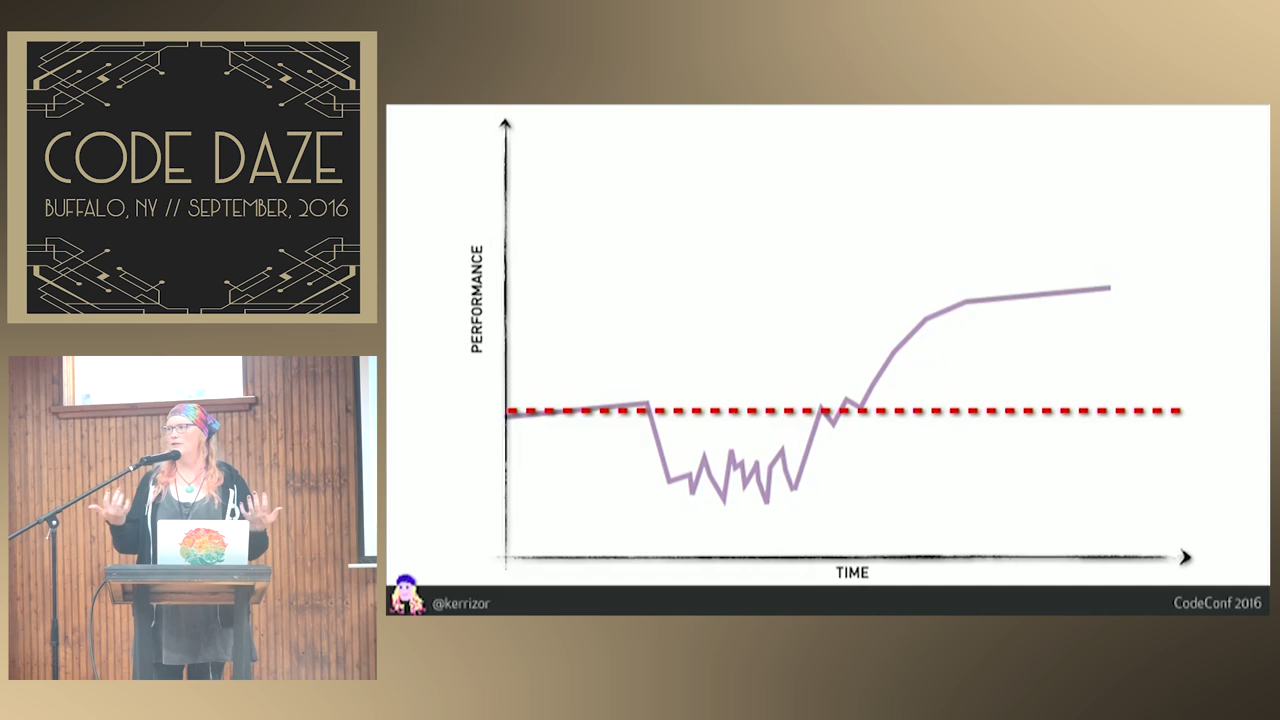 CODE DAZE
BUFFALO, NY // SEPTEMBER, 2016
PERFORMANCE
TIME
@kerrizor
CodeConf 2016